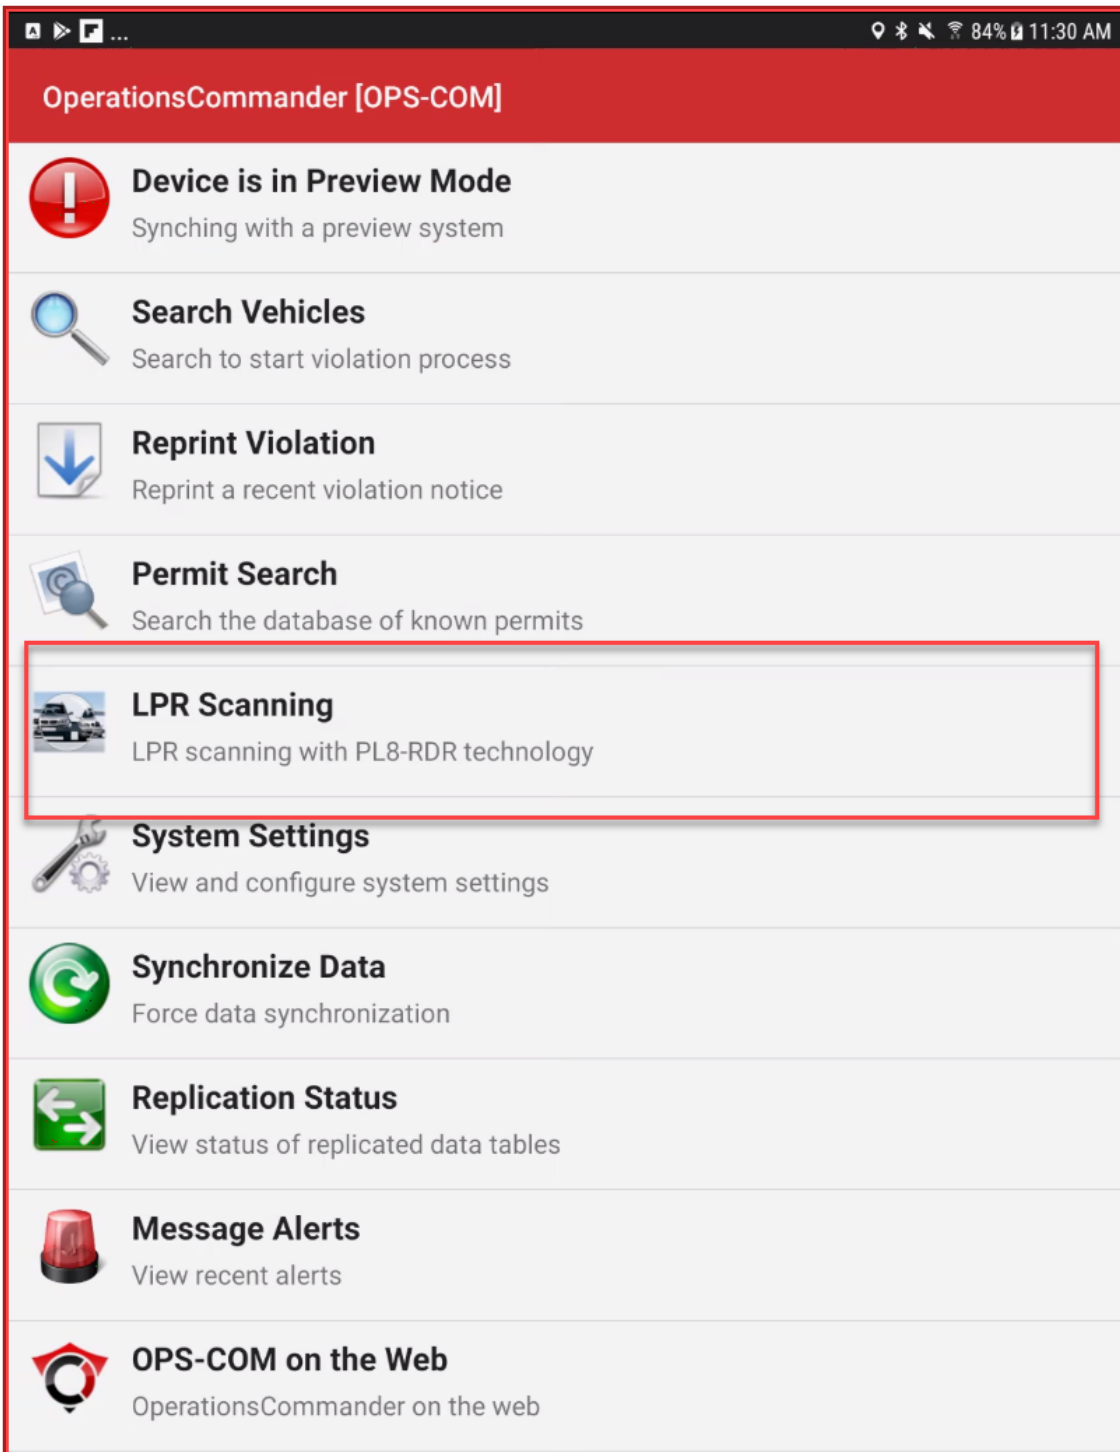 ... 84% 11:30 AM
OperationsCommander [OPS-COM]
Device is in Preview Mode
Synching with a preview system
Search Vehicles
Search to start violation process
Reprint Violation
Reprint a recent violation notice
Permit Search
Search the database of known permits
LPR Scanning
LPR scanning with PL8-RDR technology
System Settings
View and configure system settings
Synchronize Data
Force data synchronization
Replication Status
View status of replicated data tables
Message Alerts
View recent alerts
OPS-COM on the Web
OperationsCommander on the web